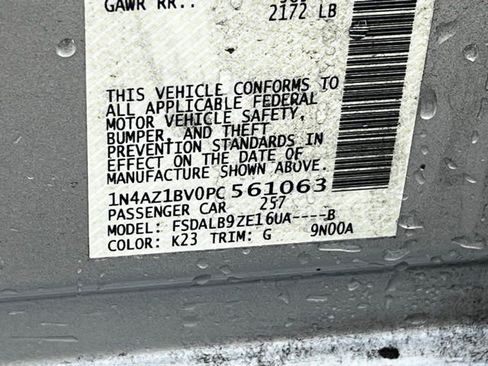 GAWR RR.:
2172 LB
THIS VEHICLE CONFORMS TO
ALL APPLICABLE FEDERAL
MOTOR VEHICLE SAFETY,
BUMPER, AND THEFT
PREVENTION STANDARDS IN
EFFECT ON THE DATE OF
MANUFACTURE SHOWN ABOVE.
1N4AZ1BV0PC561063
PASSENGER CAR 257
MODEL: FSDALB9ZE16UA----B
COLOR: K23 TRIM: G 9N00A